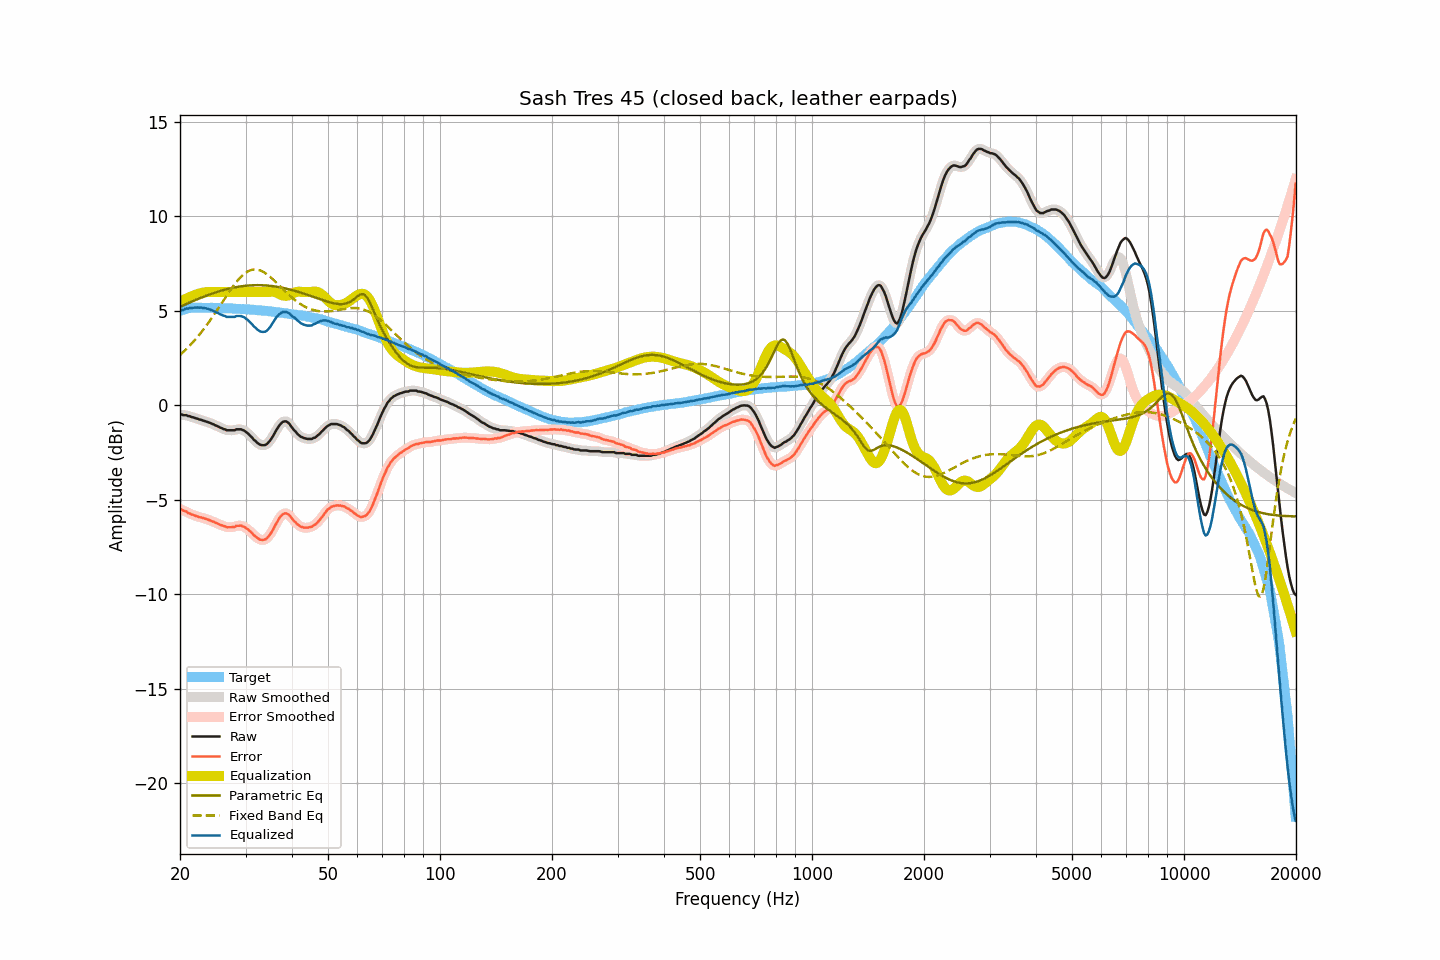 Sash Tres 45 (closed back, leather earpads)
15
10
5
0
−5
−10
−15
−20
Amplitude (dBr)
Target
Raw Smoothed
Error Smoothed
Raw
Error
Equalization
Parametric Eq
Fixed Band Eq
Equalized
20 50 100 200 500 1000 2000 5000 10000 20000
Frequency (Hz)